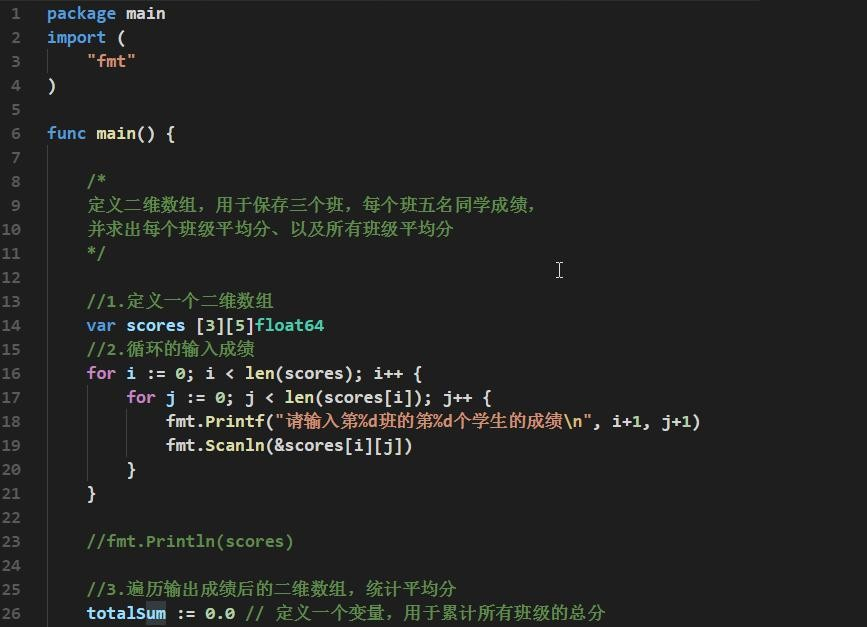 1 package main
2 import (
3 "fmt"
4 )
5
6 func main() {
7
8 /*
9 定义二维数组，用于保存三个班，每个班五名同学成绩，
10 并求出每个班级平均分、以及所有班级平均分
11 */
12
13 //1.定义一个二维数组
14 var scores [3][5]float64
15 //2.循环的输入成绩
16 for i := 0; i < len(scores); i++ {
17 for j := 0; j < len(scores[i]); j++ {
18 fmt.Printf("请输入第%d班的第%d个学生的成绩\n", i+1, j+1)
19 fmt.Scanln(&scores[i][j])
20 }
21 }
22
23 //fmt.Println(scores)
24
25 //3.遍历输出成绩后的二维数组，统计平均分
26 totalSum := 0.0 // 定义一个变量，用于累计所有班级的总分